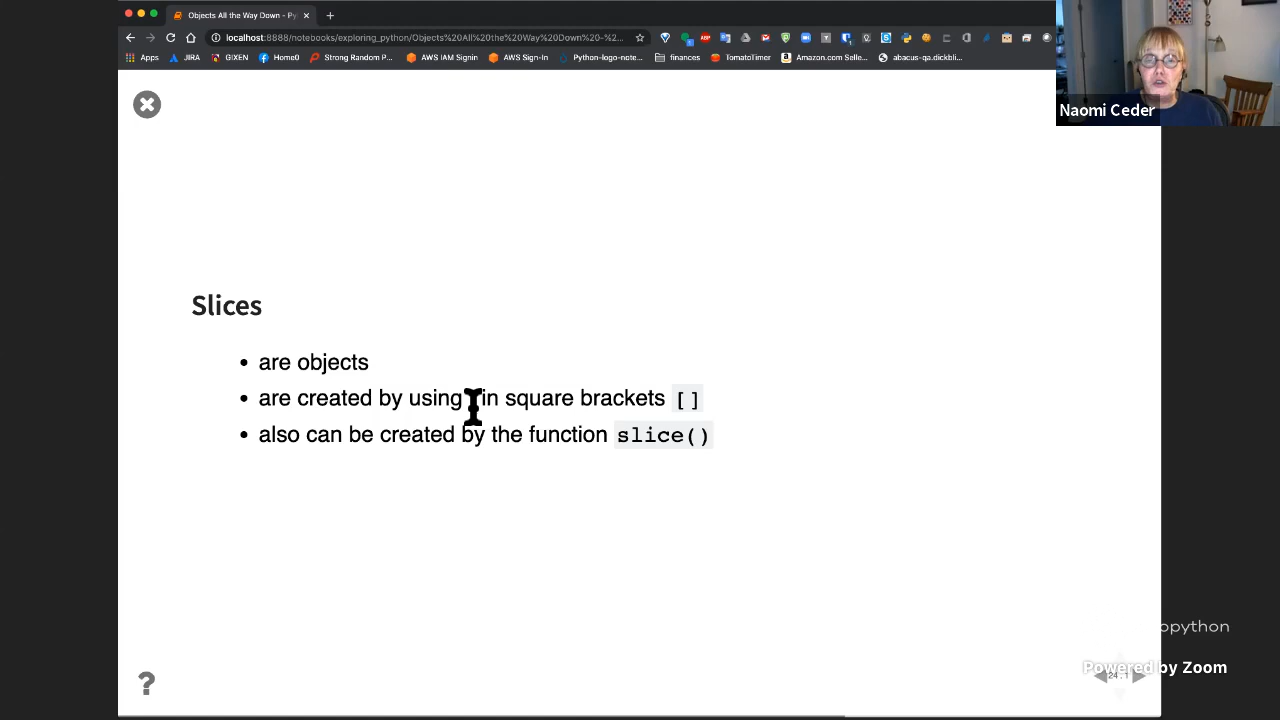 Objects All the Way Down - Py
localhost:8888/notebooks/exploring_python/Objects%20All%20the%20Way%20Down%20-%2...
Apps JIRA GIXEN Home0 Strong Random P... AWS IAM Signin AWS Sign-In Python-logo-note... finances TomatoTimer Amazon.com Selle... abacus-qa.dickbli...
Naomi Ceder
Slices
• are objects
• are created by using in square brackets []
• also can be created by the function slice()
opython
Powered by Zoom
24.1
?